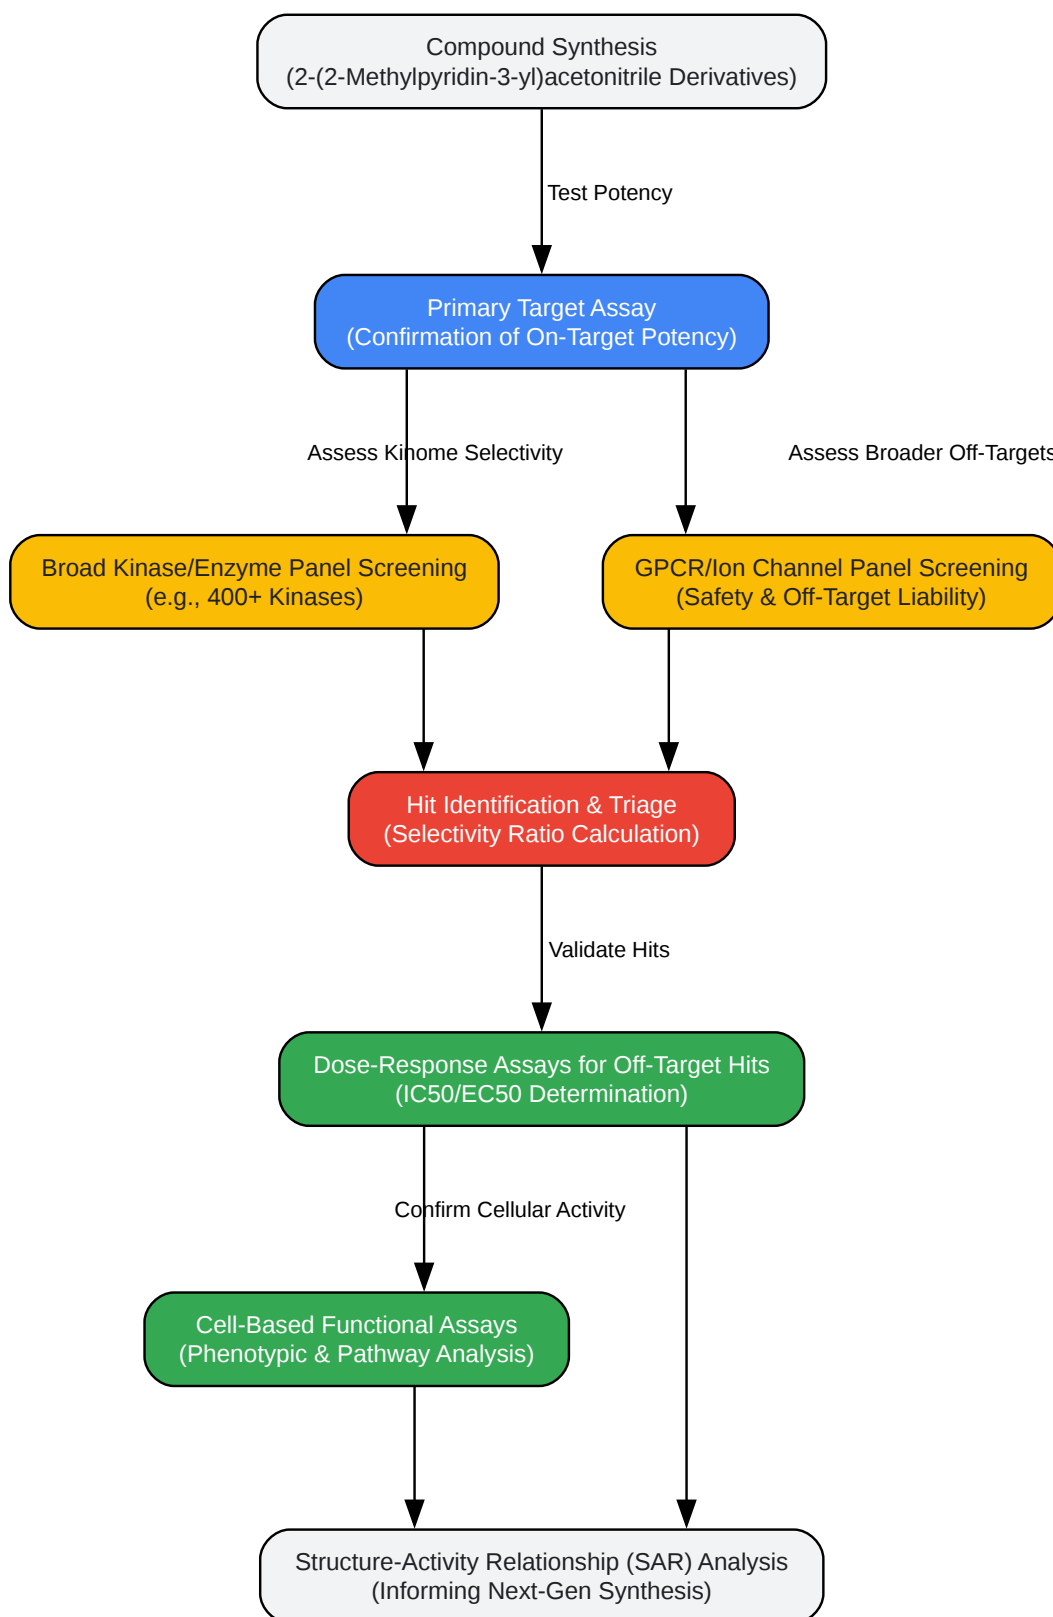 Compound Synthesis
(2-(2-Methylpyridin-3-yl)acetonitrile Derivatives)
Test Potency
Primary Target Assay
(Confirmation of On-Target Potency)
Assess Kinome Selectivity
Assess Broader Off-Targets
Broad Kinase/Enzyme Panel Screening
(e.g., 400+ Kinases)
GPCR/Ion Channel Panel Screening
(Safety & Off-Target Liability)
Hit Identification & Triage
(Selectivity Ratio Calculation)
Validate Hits
Dose-Response Assays for Off-Target Hits
(IC50/EC50 Determination)
Confirm Cellular Activity
Cell-Based Functional Assays
(Phenotypic & Pathway Analysis)
Structure-Activity Relationship (SAR) Analysis
(Informing Next-Gen Synthesis)